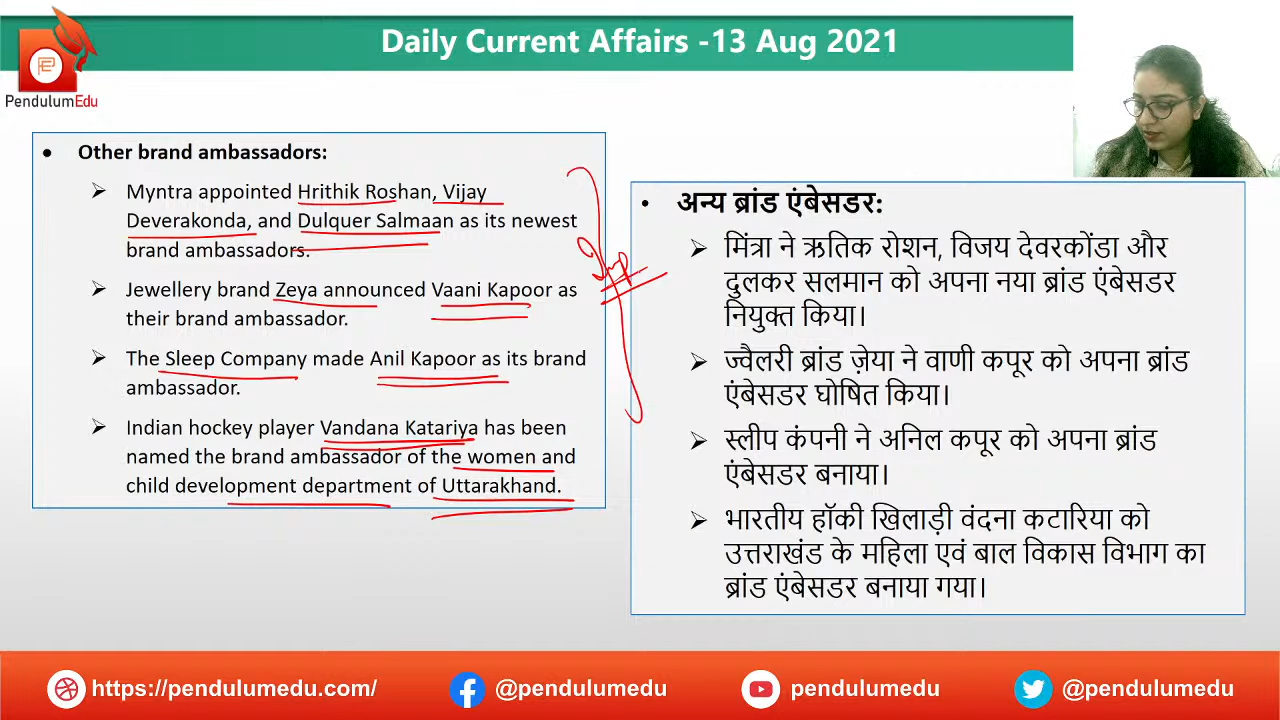 Daily Current Affairs -13 Aug 2021
PendulumEdu
• Other brand ambassadors:
➢ Myntra appointed Hrithik Roshan, Vijay
Deverakonda, and Dulquer Salmaan as its newest
brand ambassadors.
➢ Jewellery brand Zeya announced Vaani Kapoor as
their brand ambassador.
➢ The Sleep Company made Anil Kapoor as its brand
ambassador.
➢ Indian hockey player Vandana Katariya has been
named the brand ambassador of the women and
child development department of Uttarakhand.
Imp
• अन्य ब्रांड एंबेसडर:
➢ मिंत्रा ने ऋतिक रोशन, विजय देवरकोंडा और
दुलकर सलमान को अपना नया ब्रांड एंबेसडर
नियुक्त किया।
➢ ज्वैलरी ब्रांड ज़ेया ने वाणी कपूर को अपना ब्रांड
एंबेसडर घोषित किया।
➢ स्लीप कंपनी ने अनिल कपूर को अपना ब्रांड
एंबेसडर बनाया।
➢ भारतीय हॉकी खिलाड़ी वंदना कटारिया को
उत्तराखंड के महिला एवं बाल विकास विभाग का
ब्रांड एंबेसडर बनाया गया।
https://pendulumedu.com/
@pendulumedu
pendulumedu
@pendulumedu